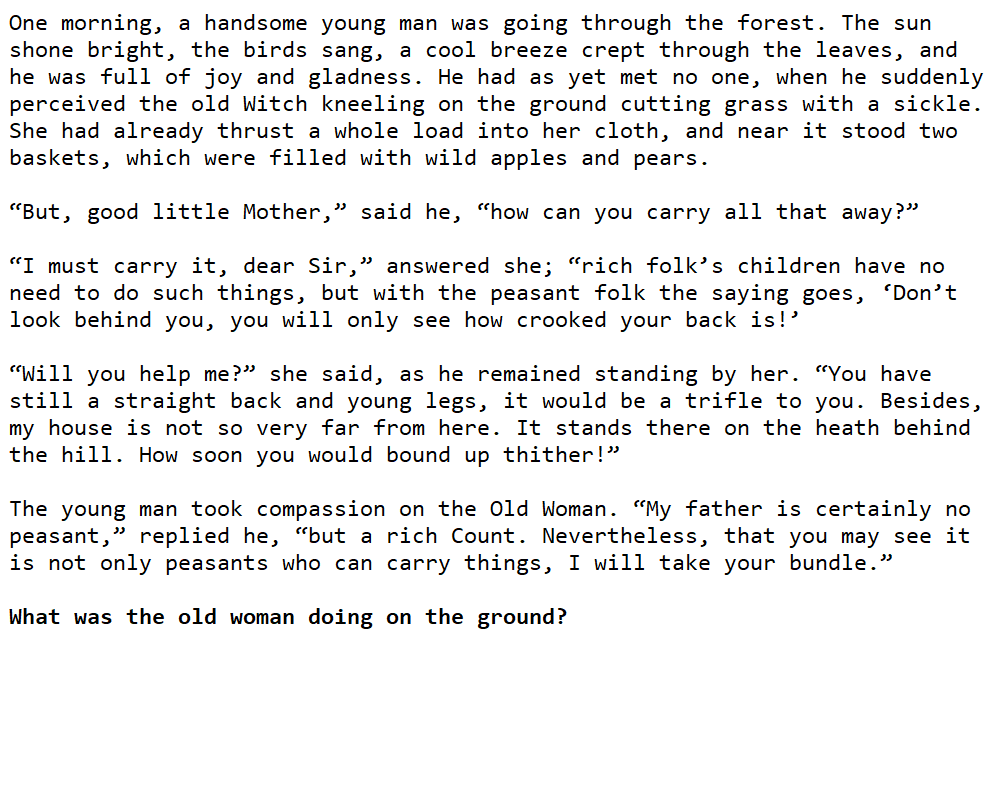 One morning, a handsome young man was going through the forest. The sun
shone bright, the birds sang, a cool breeze crept through the leaves, and
he was full of joy and gladness. He had as yet met no one, when he suddenly
perceived the old Witch kneeling on the ground cutting grass with a sickle.
She had already thrust a whole load into her cloth, and near it stood two
baskets, which were filled with wild apples and pears.

“But, good little Mother,” said he, “how can you carry all that away?”

“I must carry it, dear Sir,” answered she; “rich folk’s children have no
need to do such things, but with the peasant folk the saying goes, ‘Don’t
look behind you, you will only see how crooked your back is!’

“Will you help me?” she said, as he remained standing by her. “You have
still a straight back and young legs, it would be a trifle to you. Besides,
my house is not so very far from here. It stands there on the heath behind
the hill. How soon you would bound up thither!”

The young man took compassion on the Old Woman. “My father is certainly no
peasant,” replied he, “but a rich Count. Nevertheless, that you may see it
is not only peasants who can carry things, I will take your bundle.”

What was the old woman doing on the ground?